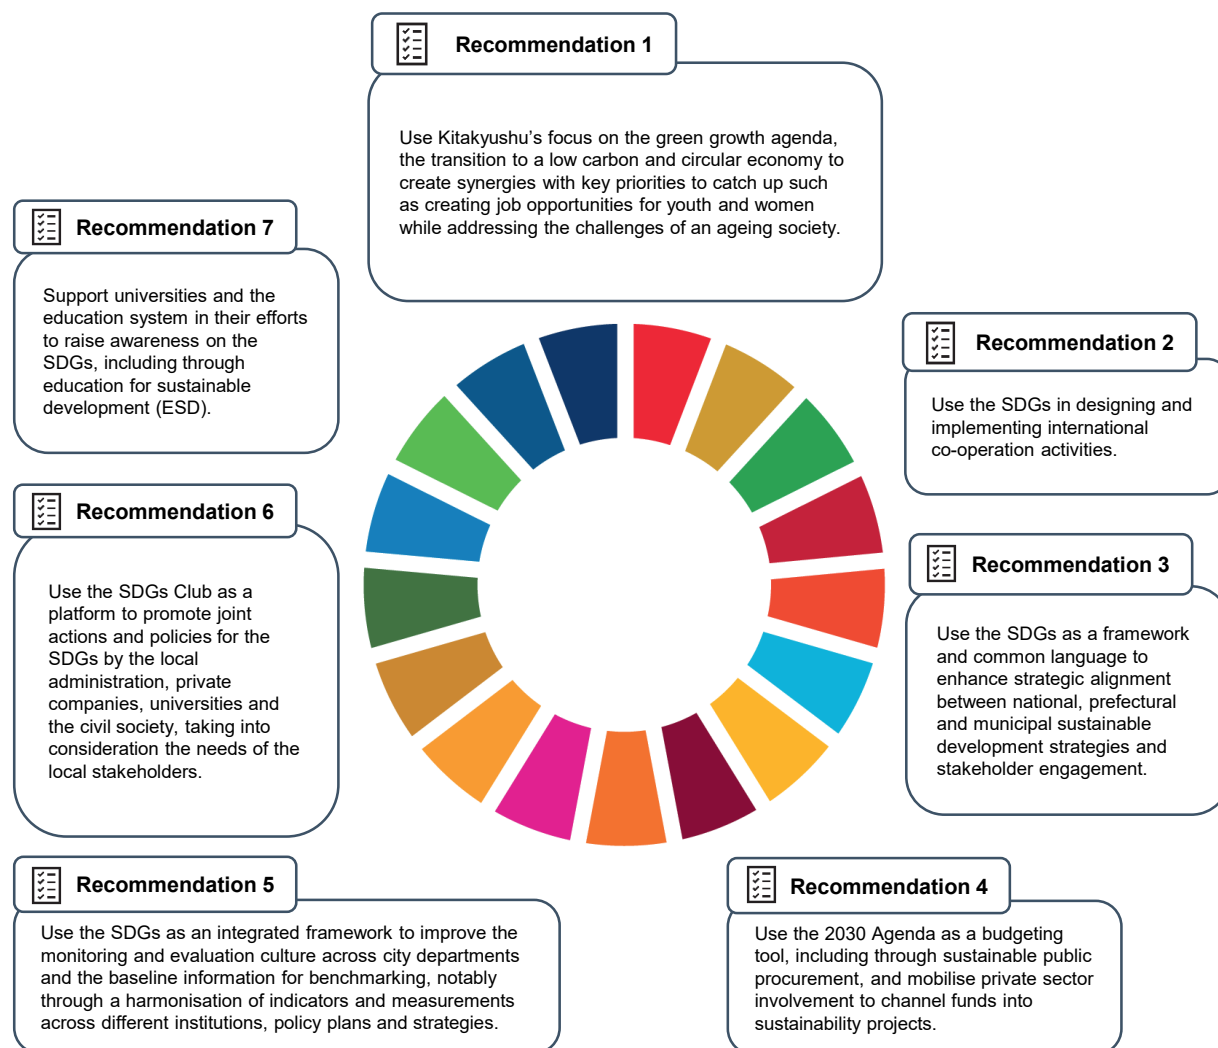 Recommendation 1
Use Kitakyushu's focus on the green growth agenda,
the transition to a low carbon and circular economy to
create synergies with key priorities to catch up such
as creating job opportunities for youth and women
while addressing the challenges of an ageing society.
Recommendation 2
Use the SDGs in designing and
implementing international
co-operation activities.
Recommendation 3
Use the SDGs as a framework
and common language to
enhance strategic alignment
between national, prefectural
and municipal sustainable
development strategies and
stakeholder engagement.
Recommendation 4
Use the 2030 Agenda as a budgeting
tool, including through sustainable public
procurement, and mobilise private sector
involvement to channel funds into
sustainability projects.
Recommendation 5
Use the SDGs as an integrated framework to improve the
monitoring and evaluation culture across city departments
and the baseline information for benchmarking, notably
through a harmonisation of indicators and measurements
across different institutions, policy plans and strategies.
Recommendation 6
Use the SDGs Club as a
platform to promote joint
actions and policies for the
SDGs by the local
administration, private
companies, universities and
the civil society, taking into
consideration the needs of the
local stakeholders.
Recommendation 7
Support universities and the
education system in their efforts
to raise awareness on the
SDGs, including through
education for sustainable
development (ESD).